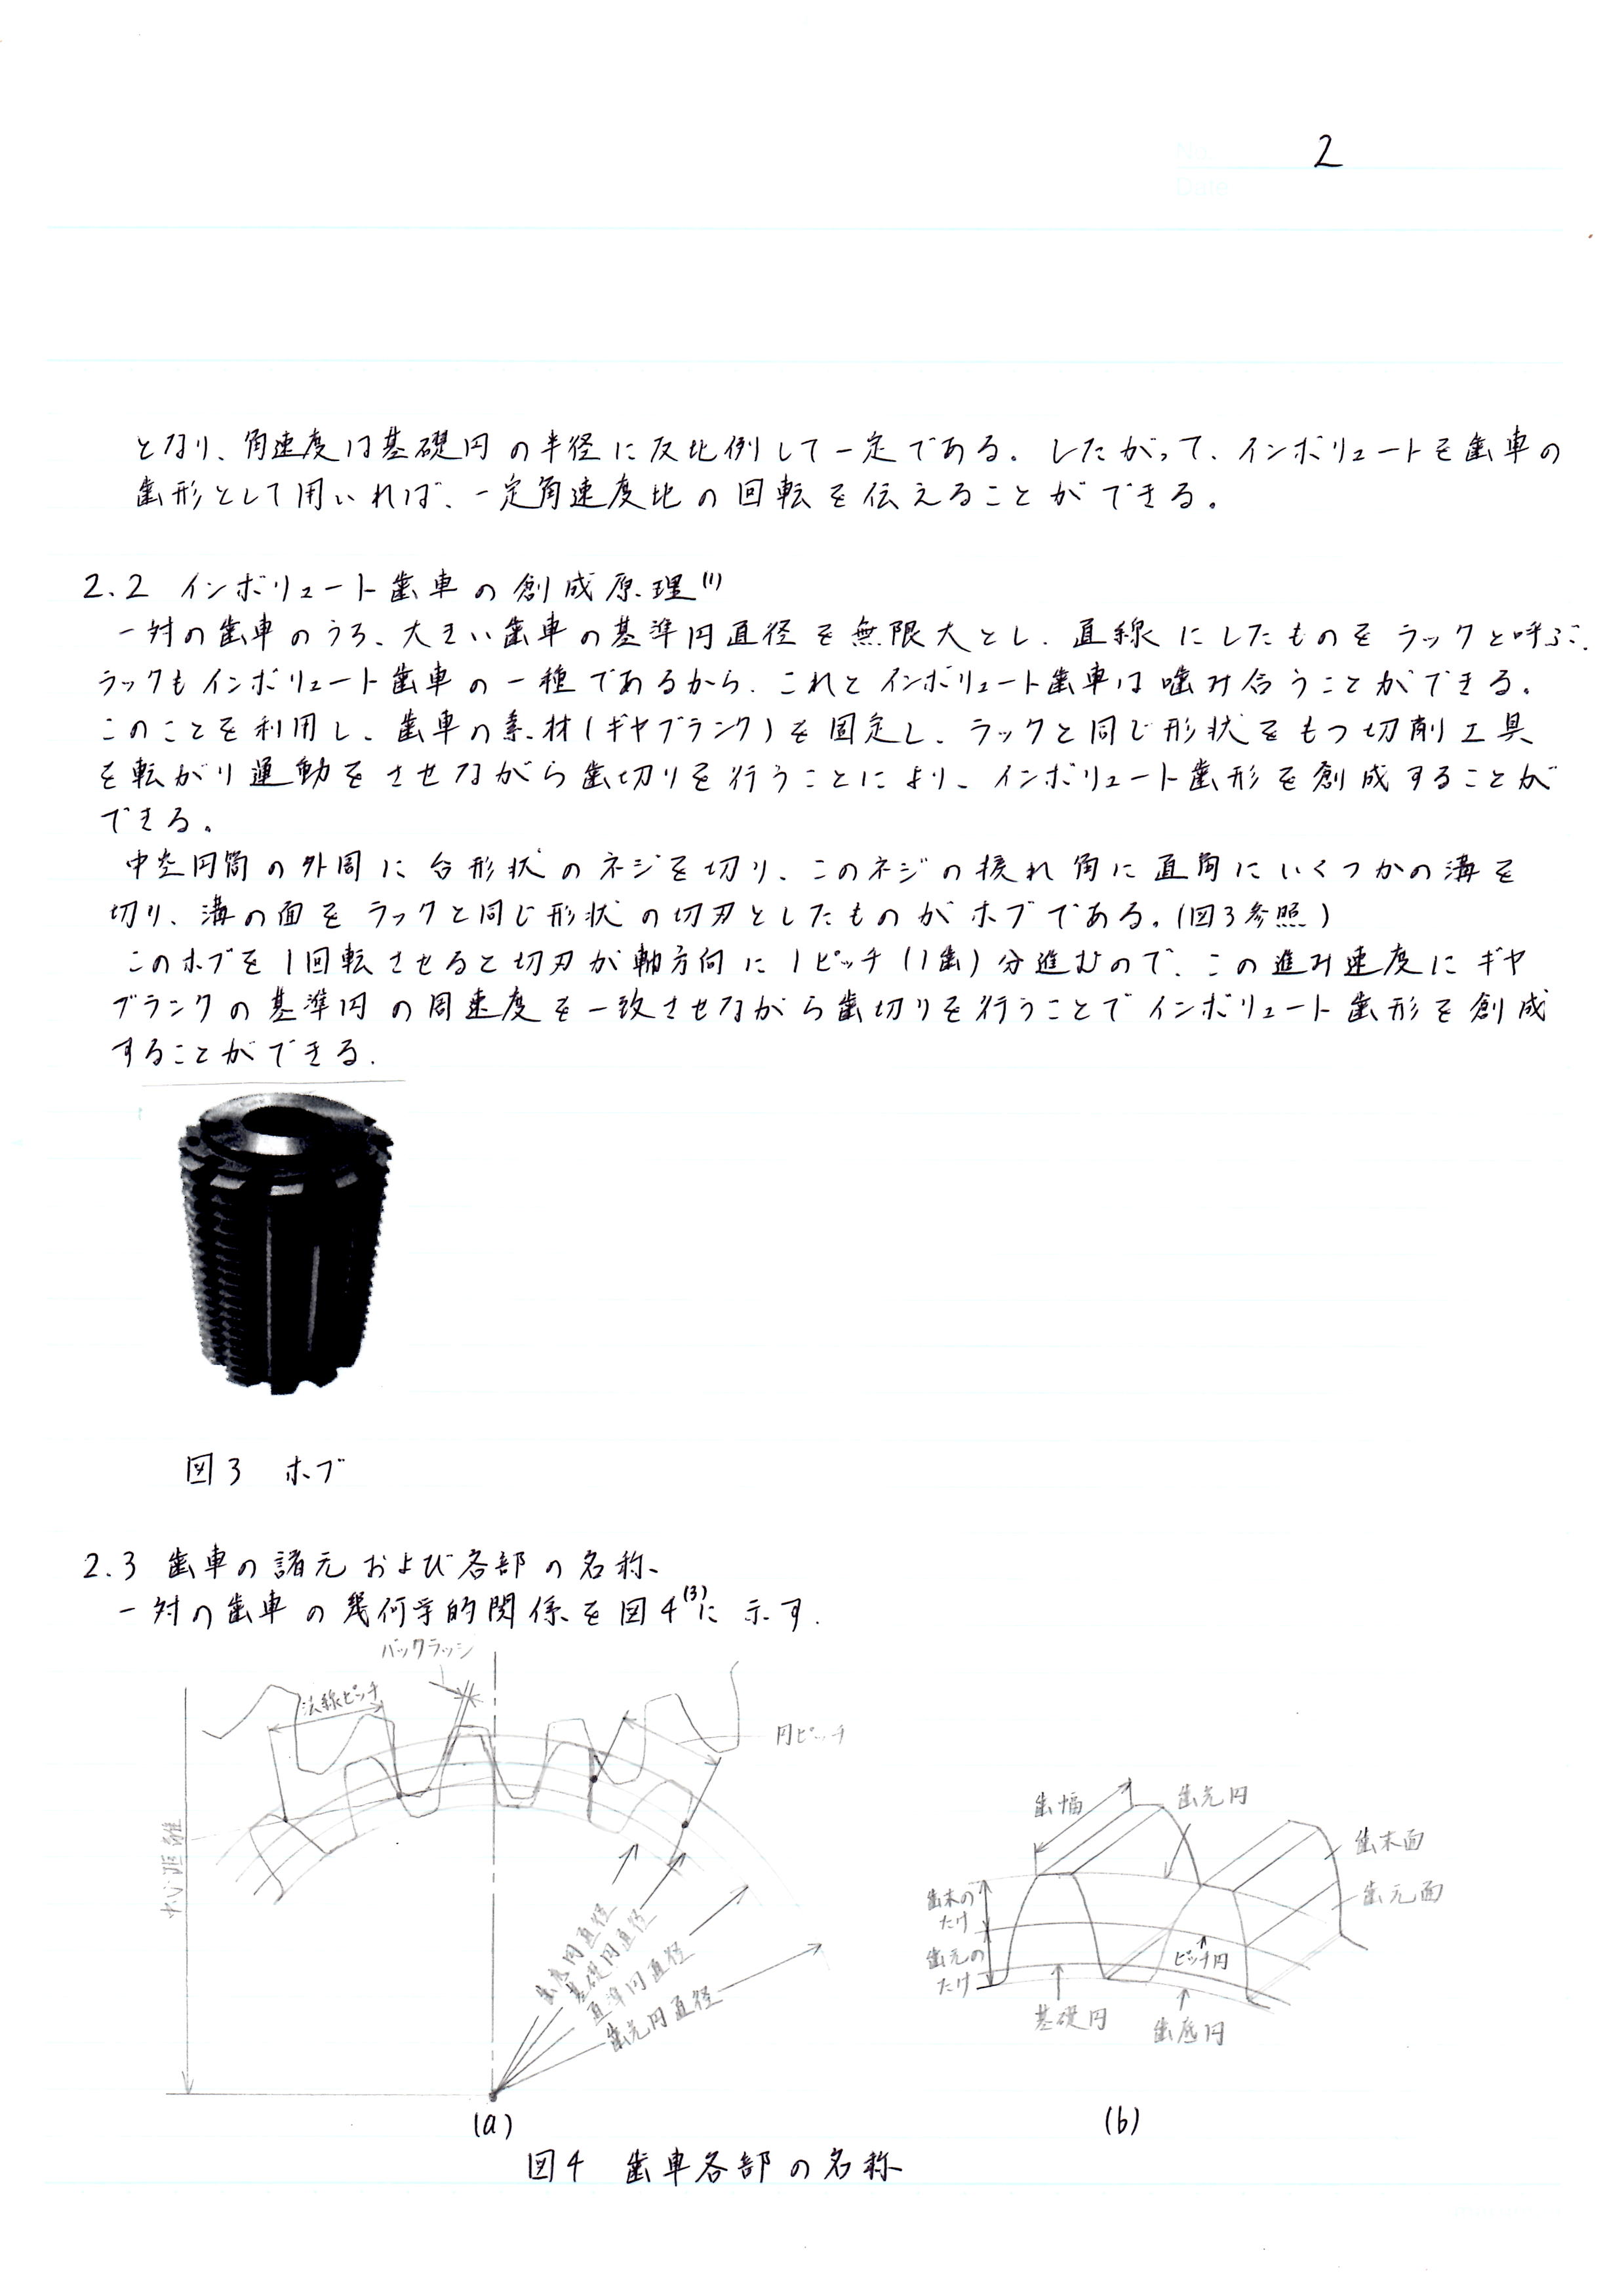 2
となり、角速度は基礎円の半径に反比例して一定である。したがって、インボリュートを歯車の
歯形として用いれば、一定角速度比の回転を伝えることができる。
2.2 インボリュート歯車の創成原理(1)
一対の歯車のうち、大きい歯車の基準円直径を無限大とし、直線にしたものをラックと呼ぶ.
ラックもインボリュート歯車の一種であるから、これとインボリュート歯車は噛み合うことができる。
このことを利用し、歯車の素材(ギヤブランク)を固定し、ラックと同じ形状をもつ切削工具
を転がり運動をさせながら歯切りを行うことにより、インボリュート歯形を創成することが
できる。
中空円筒の外周に台形状のネジを切り、このネジの捩れ角に直角にいくつかの溝を
切り、溝の面をラックと同じ形状の切刃としたものがホブである。(図3参照)
このホブを1回転させると切刃が軸方向に1ピッチ(1歯)分進むので、この進み速度にギヤ
ブランクの基準円の周速度を一致させながら歯切りを行うことでインボリュート歯形を創成
することができる.
図3 ホブ
2.3 歯車の諸元および各部の名称
一対の歯車の幾何学的関係を図4(3)に示す.
バックラッシ
法線ピッチ
円ピッチ
中心距離
歯底円直径
基礎円直径
直準円直径
歯先円直径
(a)
歯幅
歯先円
歯末面
歯元面
歯末の
たけ
歯元の
たけ
ピッチ円
基礎円
歯底円
(b)
図4 歯車各部の名称